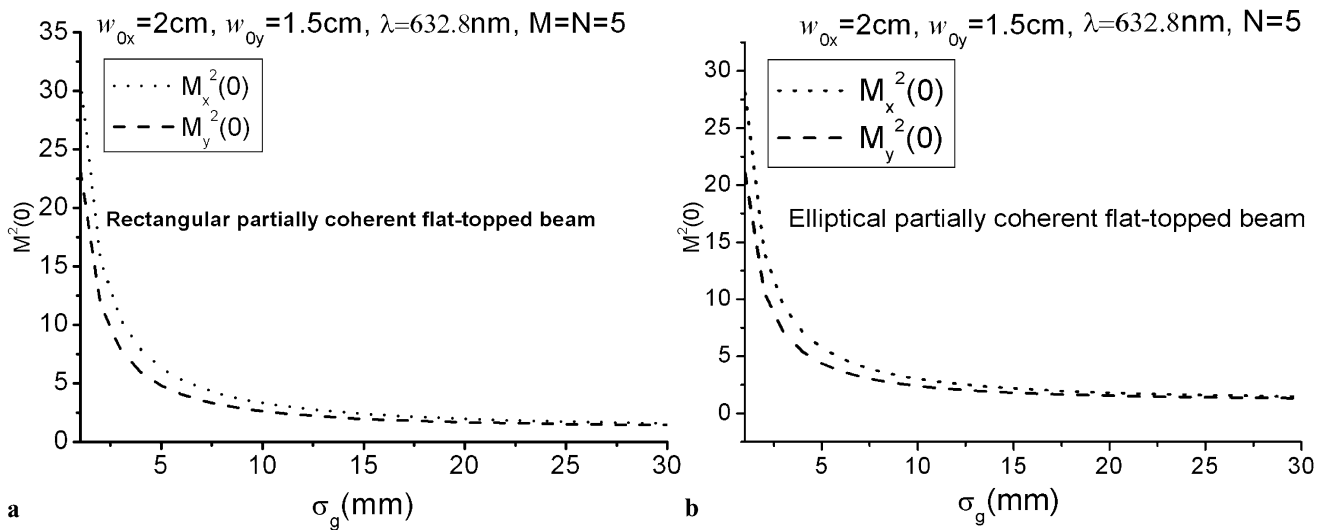 w₀ₓ=2cm, w₀y=1.5cm, λ=632.8nm, M=N=5
35
30
25
20
15
10
5
0
M²(0)
Mₓ²(0)
My²(0)
Rectangular partially coherent flat-topped beam
5 10 15 20 25 30
σg(mm)
a
w₀ₓ=2cm, w₀y=1.5cm, λ=632.8nm, N=5
30
25
20
15
10
5
0
M²(0)
Mₓ²(0)
My²(0)
Elliptical partially coherent flat-topped beam
5 10 15 20 25 30
σg(mm)
b